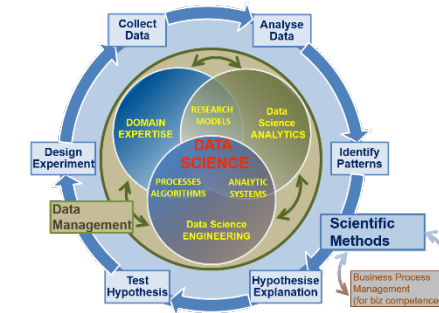 Collect
Data
Analyse
Data
DOMAIN
EXPERTISE
RESEARCH
MODELS
Data
Science
ANALYTICS
DATA
SCIENCE
Design
Experiment
Identify
Patterns
PROCESSES
ALGORITHMS
ANALYTIC
SYSTEMS
Data
Management
Data Science
ENGINEERING
Scientific
Methods
Test
Hypothesis
Hypothesise
Explanation
Business Process
Management
(for biz competence